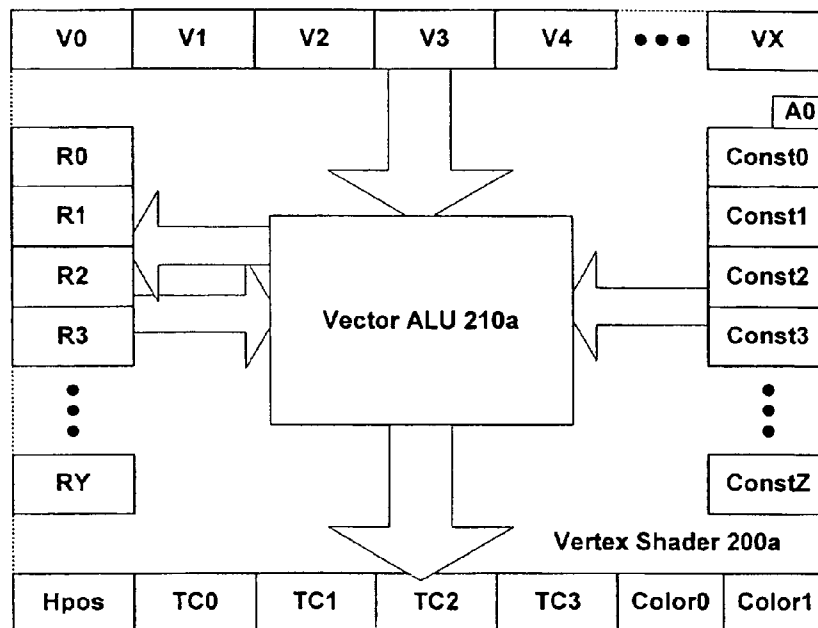 V0 V1 V2 V3 V4 ••• VX
A0
R0 Const0
R1 Const1
R2 Const2
Vector ALU 210a
R3 Const3
RY ConstZ
Vertex Shader 200a
Hpos TC0 TC1 TC2 TC3 Color0 Color1